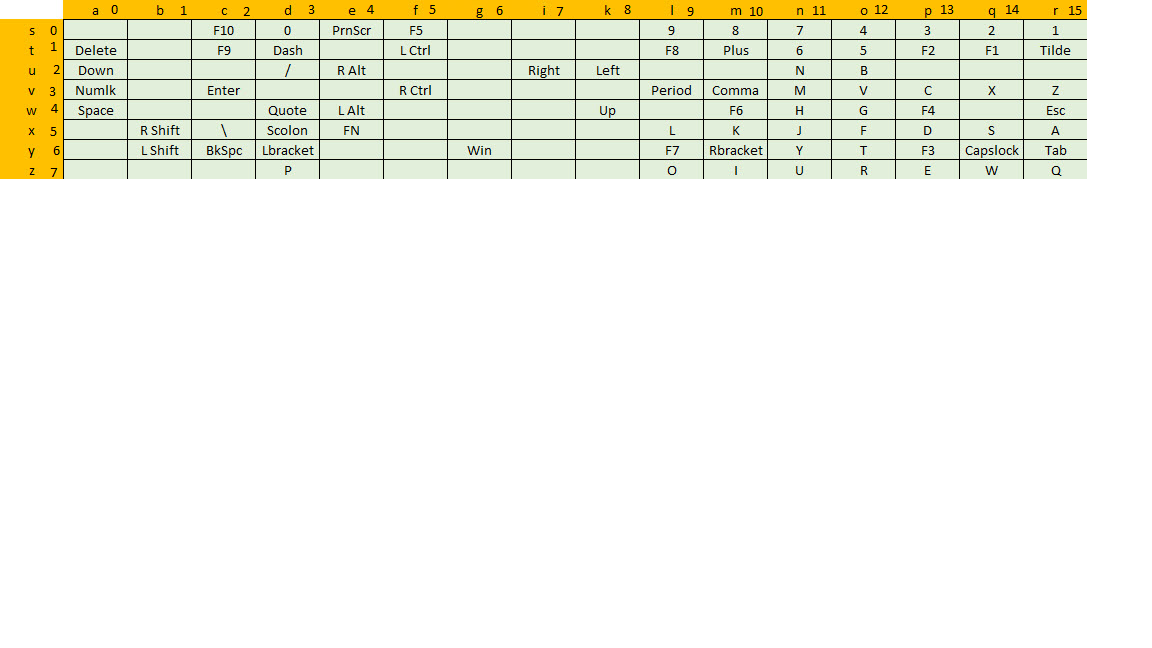 a 0 b 1 c 2 d 3 e 4 f 5 g 6 i 7 k 8 l 9 m 10 n 11 o 12 p 13 q 14 r 15
s 0 F10 0 PrnScr F5 9 8 7 4 3 2 1
t 1 Delete F9 Dash L Ctrl F8 Plus 6 5 F2 F1 Tilde
u 2 Down / R Alt Right Left N B
v 3 Numlk Enter R Ctrl Period Comma M V C X Z
w 4 Space Quote L Alt Up F6 H G F4 Esc
x 5 R Shift \ Scolon FN L K J F D S A
y 6 L Shift BkSpc Lbracket Win F7 Rbracket Y T F3 Capslock Tab
z 7 P O I U R E W Q